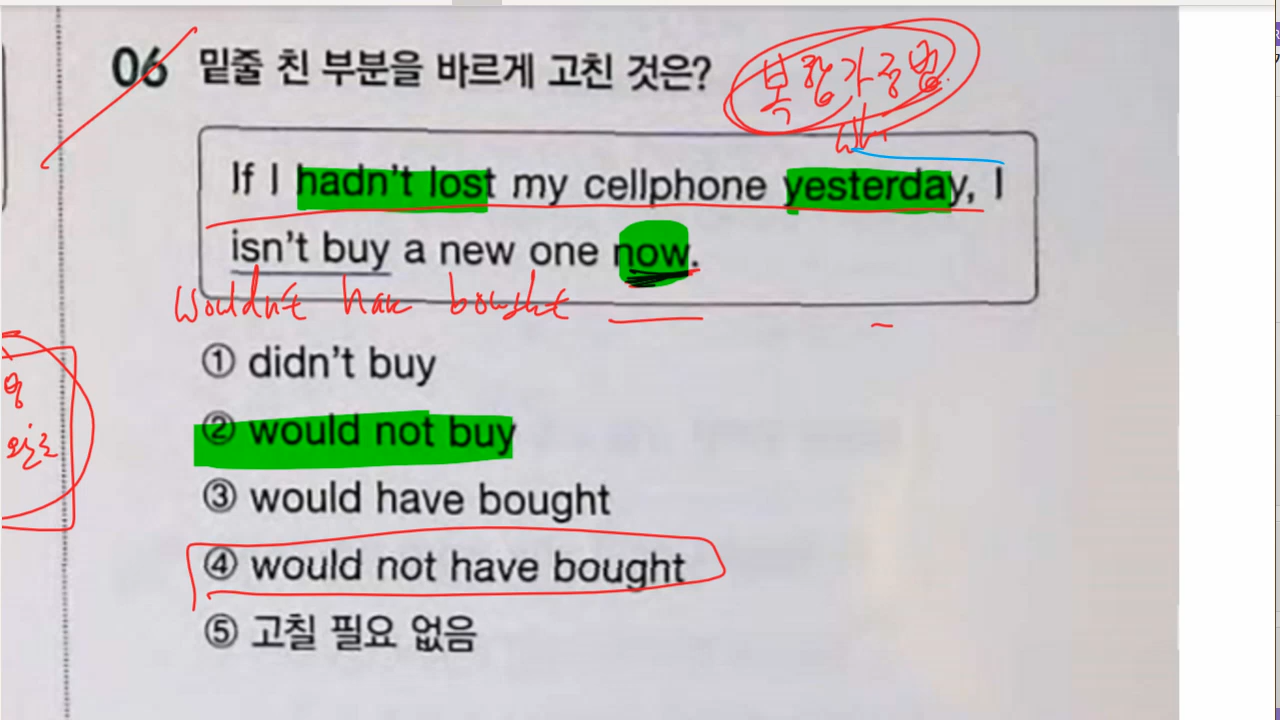 06 밑줄 친 부분을 바르게 고친 것은?
복합가정법
If I hadn't lost my cellphone yesterday, I
isn't buy a new one now.
wouldn't have bought
① didn't buy
② would not buy
③ would have bought
④ would not have bought
⑤ 고칠 필요 없음